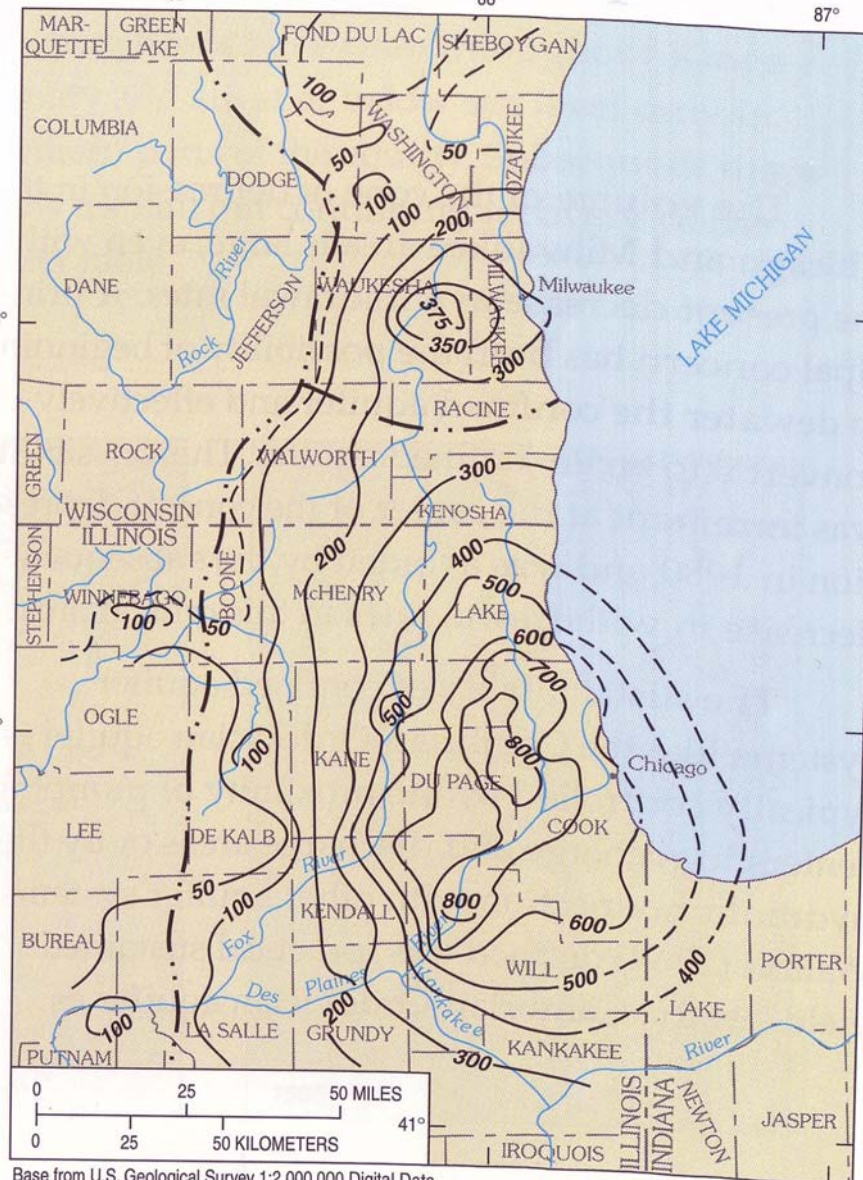 87°
MAR-
QUETTE
GREEN
LAKE
FOND DU LAC
SHEBOYGAN
100
COLUMBIA
WASHINGTON
OZAUKEE
50
50
DODGE
100
100
200
DANE
River
Rock
JEFFERSON
WAUKESHA
MILWAUKEE
Milwaukee
LAKE MICHIGAN
375
350
300
RACINE
GREEN
ROCK
WALWORTH
300
WISCONSIN
ILLINOIS
KENOSHA
STEPHENSON
WINNEBAGO
100
50
BOONE
200
McHENRY
400
500
LAKE
600
700
OGLE
100
500
KANE
800
DU PAGE
Chicago
COOK
LEE
DE KALB
River
50
100
800
600
BUREAU
Fox
KENDALL
River
WILL
500
400
PORTER
100
Des
Plaines
Kankakee
LAKE
LA SALLE
200
GRUNDY
300
KANKAKEE
River
PUTNAM
0 25 50 MILES
0 25 50 KILOMETERS
41°
ILLINOIS
INDIANA
NEWTON
JASPER
IROQUOIS
Base from U.S. Geological Survey 1:2,000,000 Digital Data